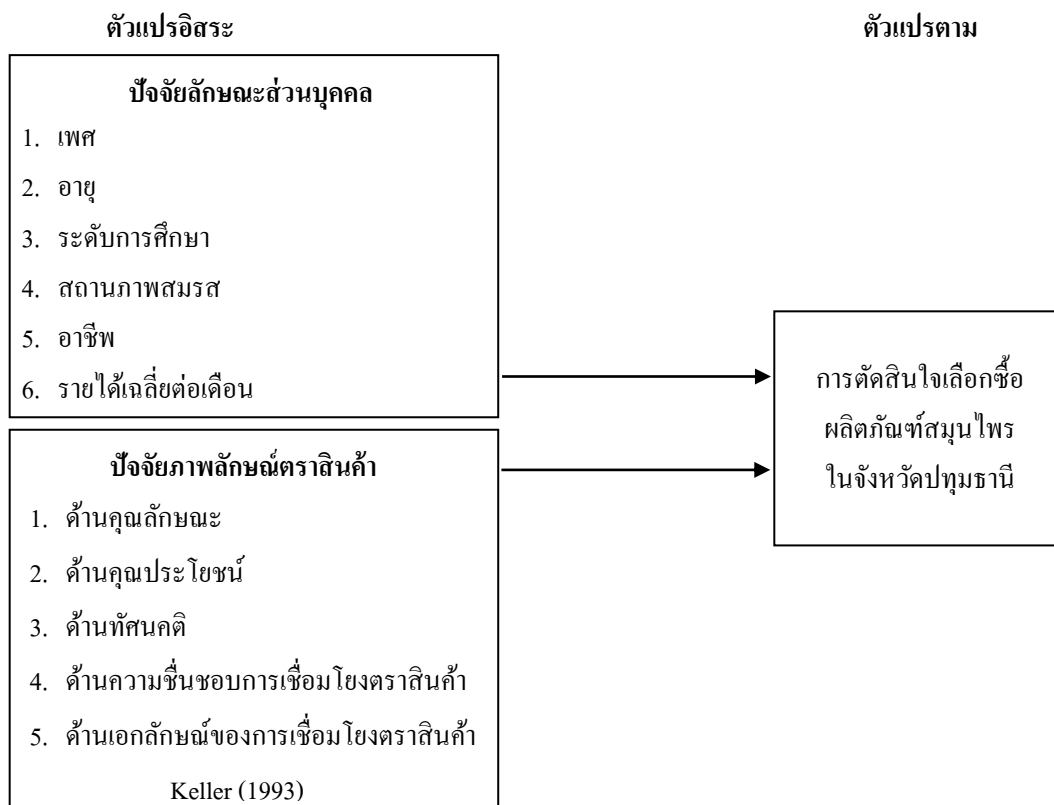 ตัวแปรอิสระ
ตัวแปรตาม
ปัจจัยลักษณะส่วนบุคคล
1. เพศ
2. อายุ
3. ระดับการศึกษา
4. สถานภาพสมรส
5. อาชีพ
6. รายได้เฉลี่ยต่อเดือน
ปัจจัยภาพลักษณ์ตราสินค้า
1. ด้านคุณลักษณะ
2. ด้านคุณประโยชน์
3. ด้านทัศนคติ
4. ด้านความชื่นชอบการเชื่อมโยงตราสินค้า
5. ด้านเอกลักษณ์ของการเชื่อมโยงตราสินค้า
Keller (1993)
การตัดสินใจเลือกซื้อ
ผลิตภัณฑ์สมุนไพร
ในจังหวัดปทุมธานี